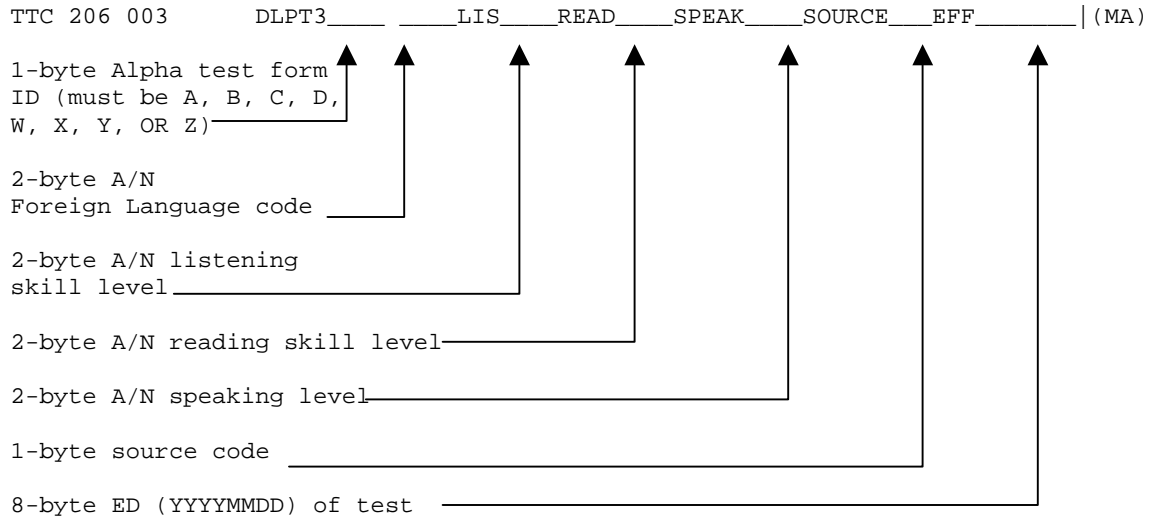 TTC 206 003 DLPT3____ ____LIS____READ____SPEAK____SOURCE___EFF_______|(MA)
1-byte Alpha test form
ID (must be A, B, C, D,
W, X, Y, OR Z)
2-byte A/N
Foreign Language code
2-byte A/N listening
skill level
2-byte A/N reading skill level
2-byte A/N speaking level
1-byte source code
8-byte ED (YYYYMMDD) of test